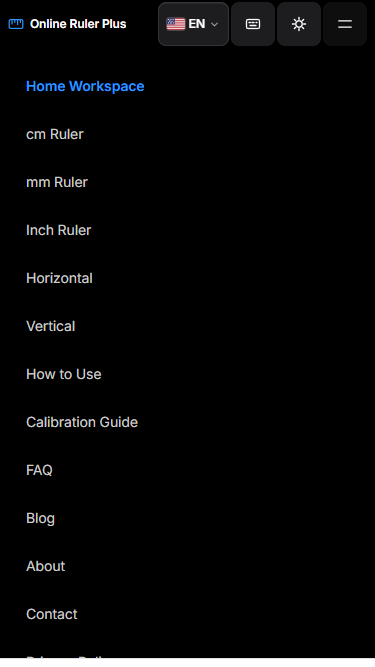 Online Ruler Plus
EN
Home Workspace
cm Ruler
mm Ruler
Inch Ruler
Horizontal
Vertical
How to Use
Calibration Guide
FAQ
Blog
About
Contact